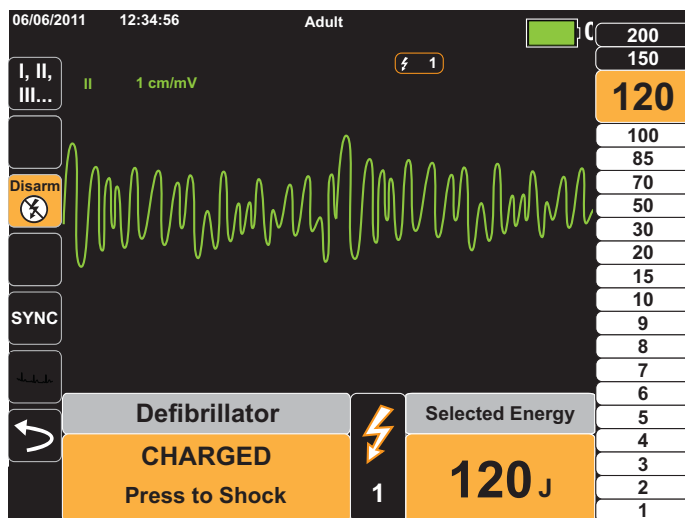 06/06/2011 12:34:56 Adult
I, II,
III...
II 1 cm/mV
1
Disarm
SYNC
Defibrillator
CHARGED
Press to Shock
1
Selected Energy
120 J
200
150
120
100
85
70
50
30
20
15
10
9
8
7
6
5
4
3
2
1